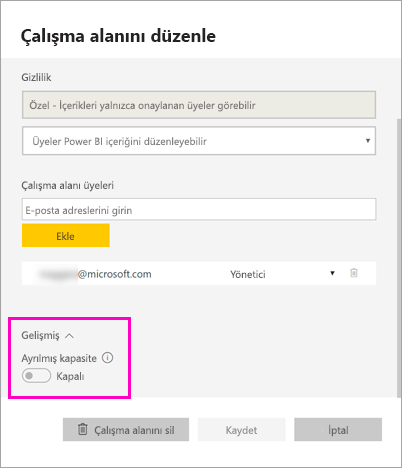 Çalışma alanını düzenle
Gizlilik
Özel - İçerikleri yalnızca onaylanan üyeler görebilir
Üyeler Power BI içeriğini düzenleyebilir
Çalışma alanı üyeleri
E-posta adreslerini girin
Ekle
@microsoft.com Yönetici
Gelişmiş
Ayrılmış kapasite
Kapalı
Çalışma alanını sil Kaydet İptal